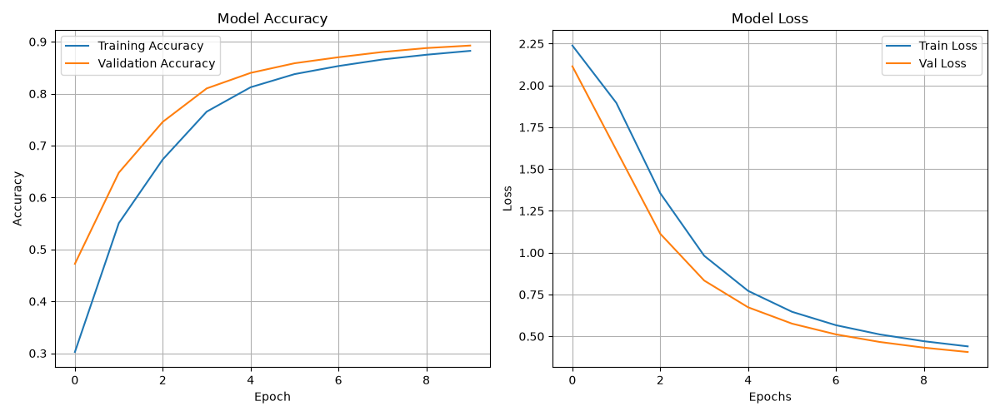 Model Accuracy
Training Accuracy
Validation Accuracy
0.9
0.8
0.7
0.6
0.5
0.4
0.3
Accuracy
0 2 4 6 8
Epoch
Model Loss
Train Loss
Val Loss
2.25
2.00
1.75
1.50
1.25
1.00
0.75
0.50
Loss
0 2 4 6 8
Epochs